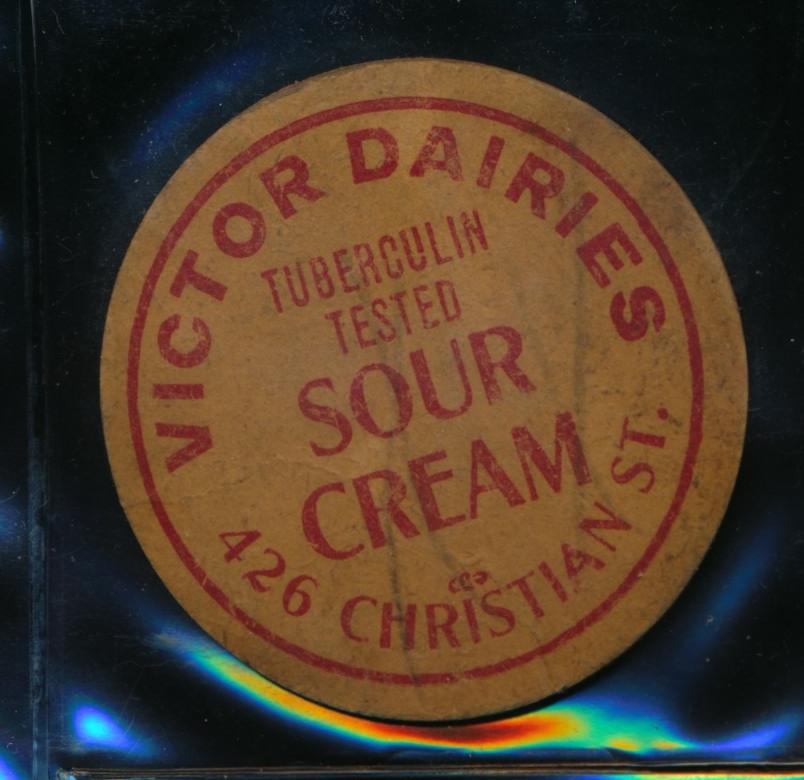 VICTOR DAIRIES
TUBERCULIN
TESTED
SOUR
CREAM
426 CHRISTIAN ST.